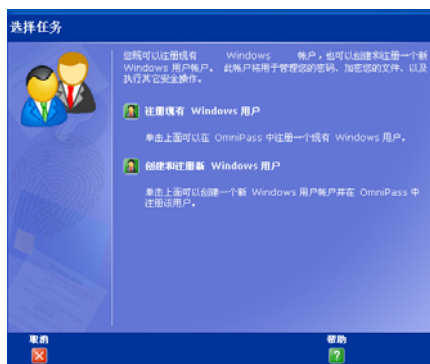 选择任务
您既可以注册现有 Windows 帐户，也可以创建和注册一个新
Windows 用户帐户。 此帐户将用于管理您的密码、加密您的文件、以及
执行其它安全操作。
注册现有 Windows 用户
单击上面可以在 OmniPass 中注册一个现有 Windows 用户。
创建和注册新 Windows 用户
单击上面可以创建一个新 Windows 用户帐户并在 OmniPass 中
注册该用户。
取消
帮助